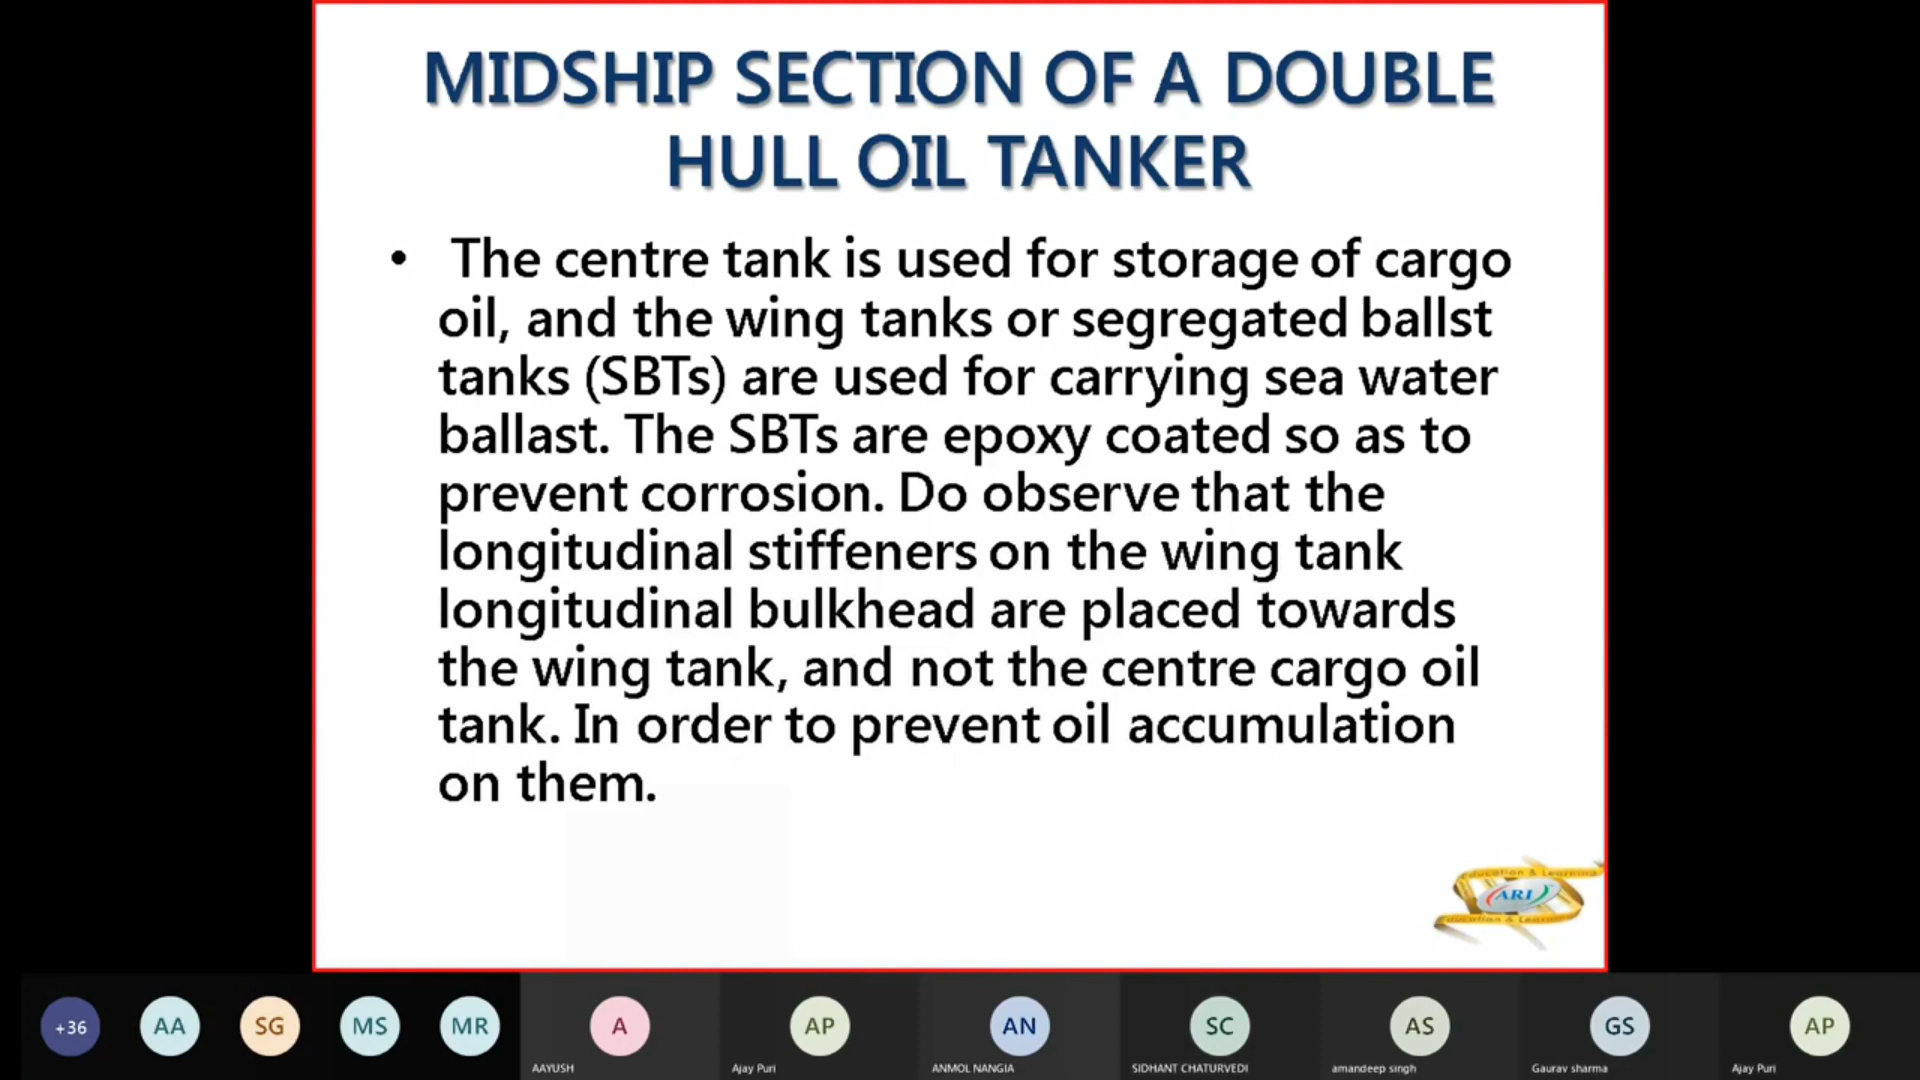 MIDSHIP SECTION OF A DOUBLE
HULL OIL TANKER
• The centre tank is used for storage of cargo
oil, and the wing tanks or segregated ballst
tanks (SBTs) are used for carrying sea water
ballast. The SBTs are epoxy coated so as to
prevent corrosion. Do observe that the
longitudinal stiffeners on the wing tank
longitudinal bulkhead are placed towards
the wing tank, and not the centre cargo oil
tank. In order to prevent oil accumulation
on them.
Education & Learning
ARI
Education & Learning
+36 AA SG MS MR A AP AN SC AS GS AP
AAYUSH Ajay Puri ANMOL NANGIA SIDHANT CHATURVEDI amandeep singh Gaurav sharma Ajay Puri